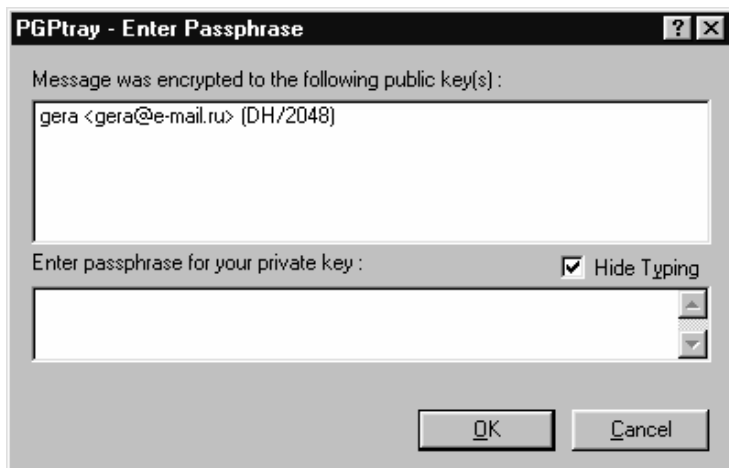 PGPtray - Enter Passphrase
Message was encrypted to the following public key(s) :
gera <gera@e-mail.ru> (DH/2048)
Enter passphrase for your private key :
Hide Typing
OK
Cancel